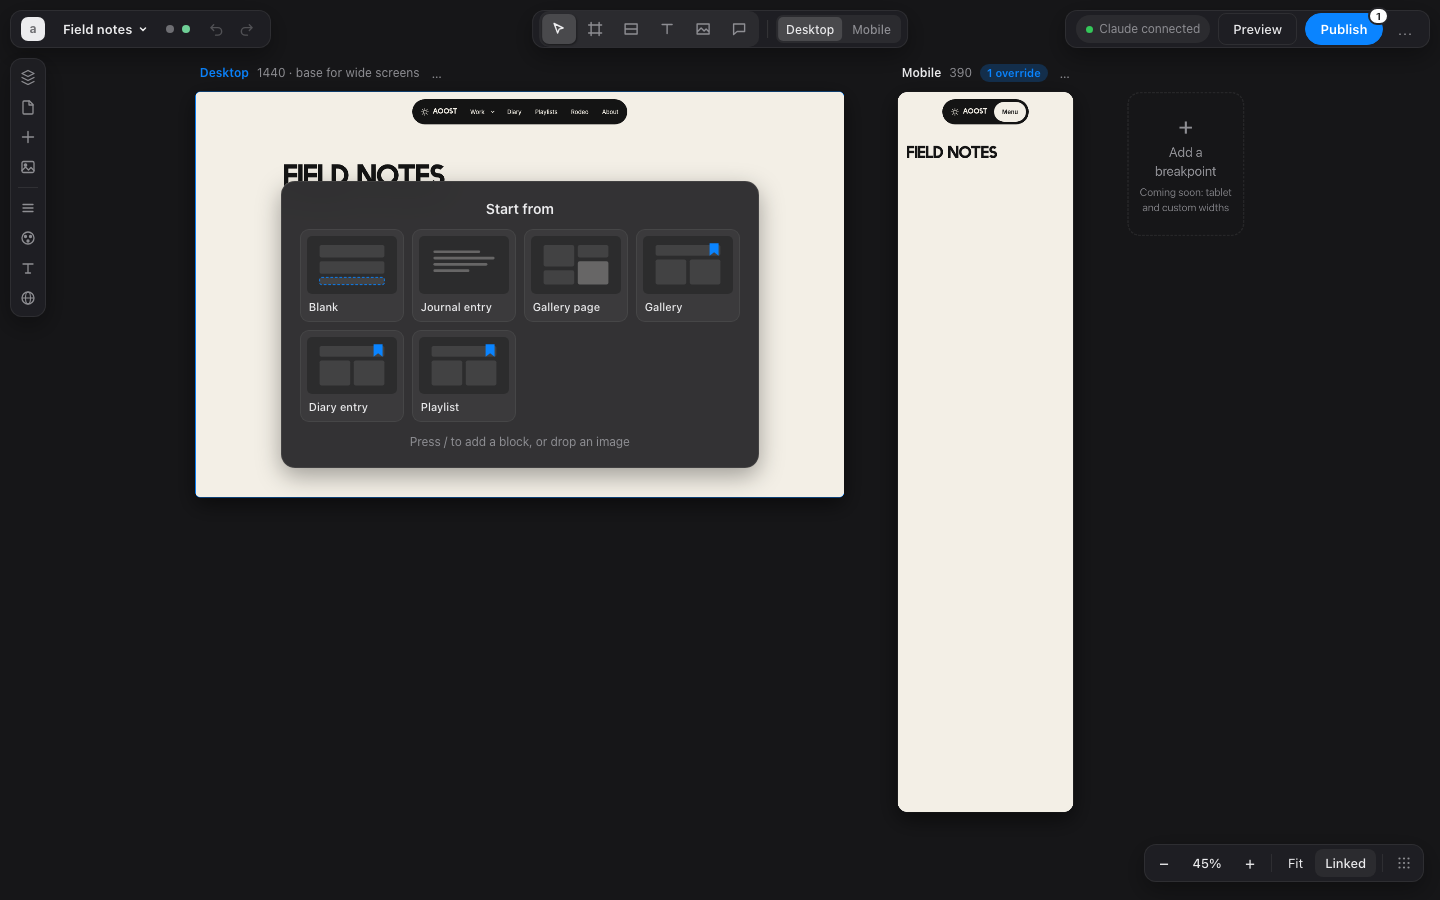 a Field notes Desktop Mobile Claude connected Preview Publish 1 ...
Desktop 1440 · base for wide screens ...
Mobile 390 1 override ...
AOOST Work Diary Playlists Rodeo About
AOOST Menu
FIELD NOTES
FIELD NOTES
+
Add a
breakpoint
Coming soon: tablet
and custom widths
Start from
Blank Journal entry Gallery page Gallery
Diary entry Playlist
Press / to add a block, or drop an image
− 45% + Fit Linked